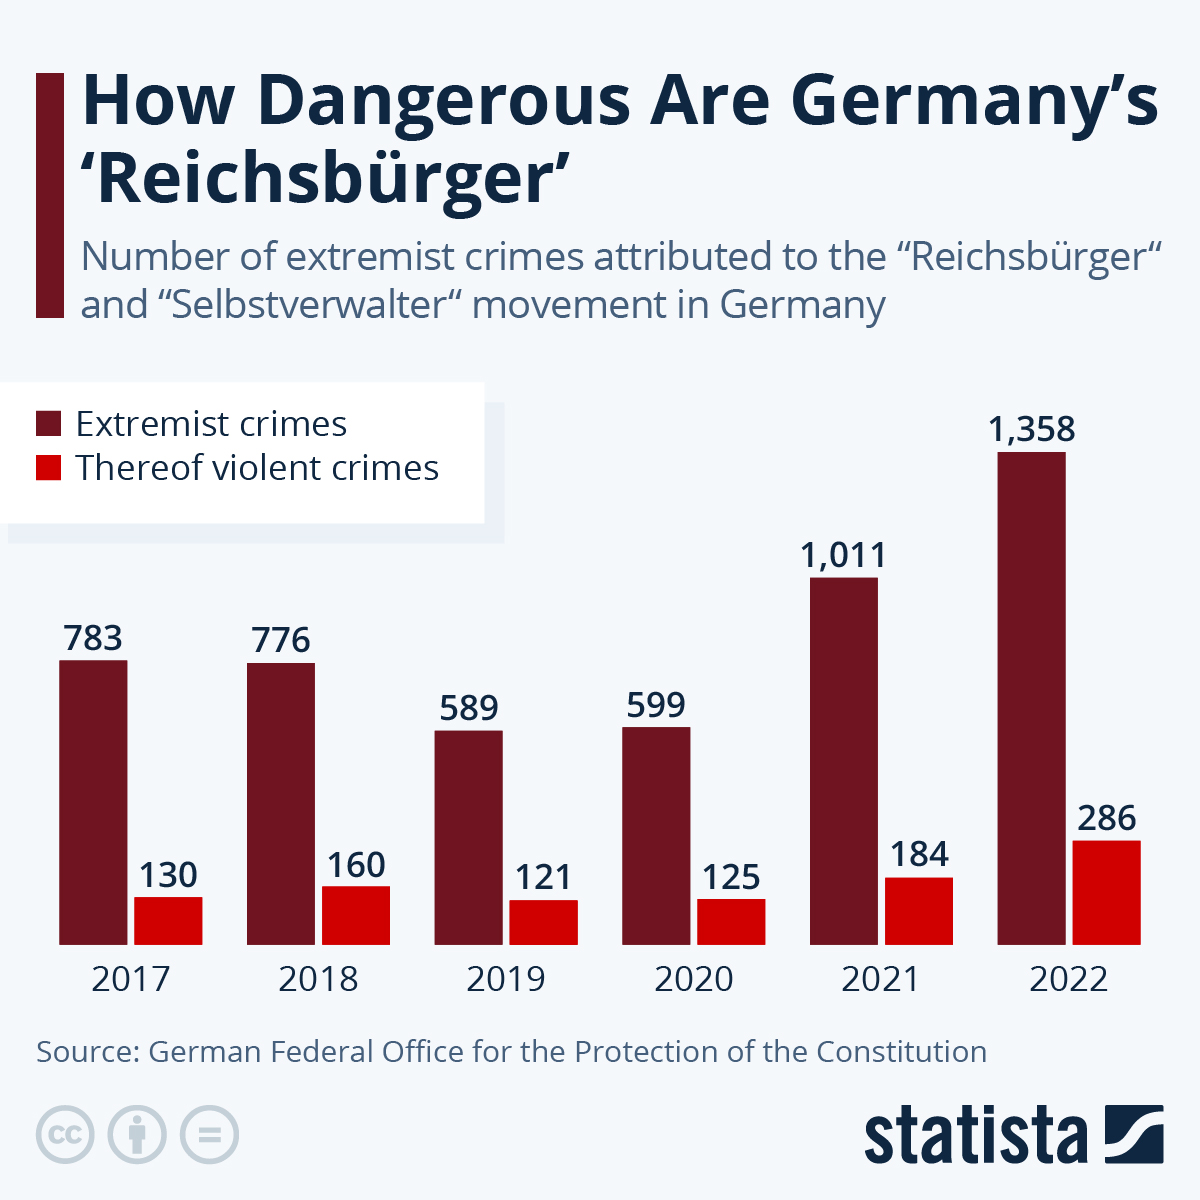 How Dangerous Are Germany’s
‘Reichsbürger’
Number of extremist crimes attributed to the “Reichsbürger“
and “Selbstverwalter“ movement in Germany
Extremist crimes
Thereof violent crimes
783
130
776
160
589
121
599
125
1,011
184
1,358
286
2017
2018
2019
2020
2021
2022
Source: German Federal Office for the Protection of the Constitution
cc
statista